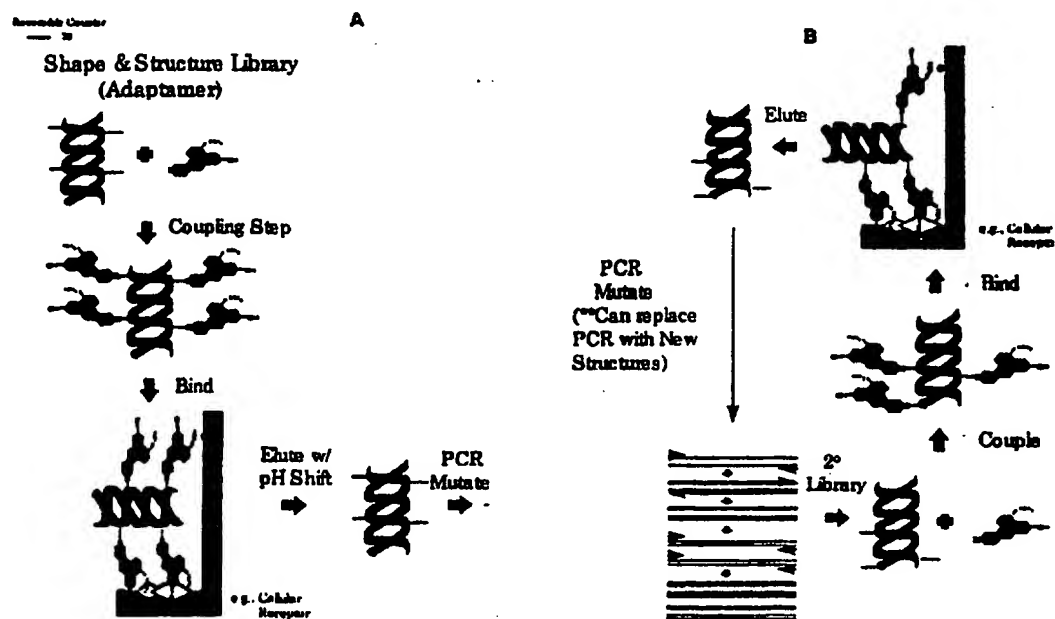 A
Shape & Structure Library
(Adaptamer)
Coupling Step
Bind
Elute w/
pH Shift
PCR
Mutate
e.g., Cellular
Receptor
B
Elute
e.g., Cellular
Receptor
PCR
Mutate
(**Can replace
PCR with New
Structures)
Bind
Couple
2°
Library